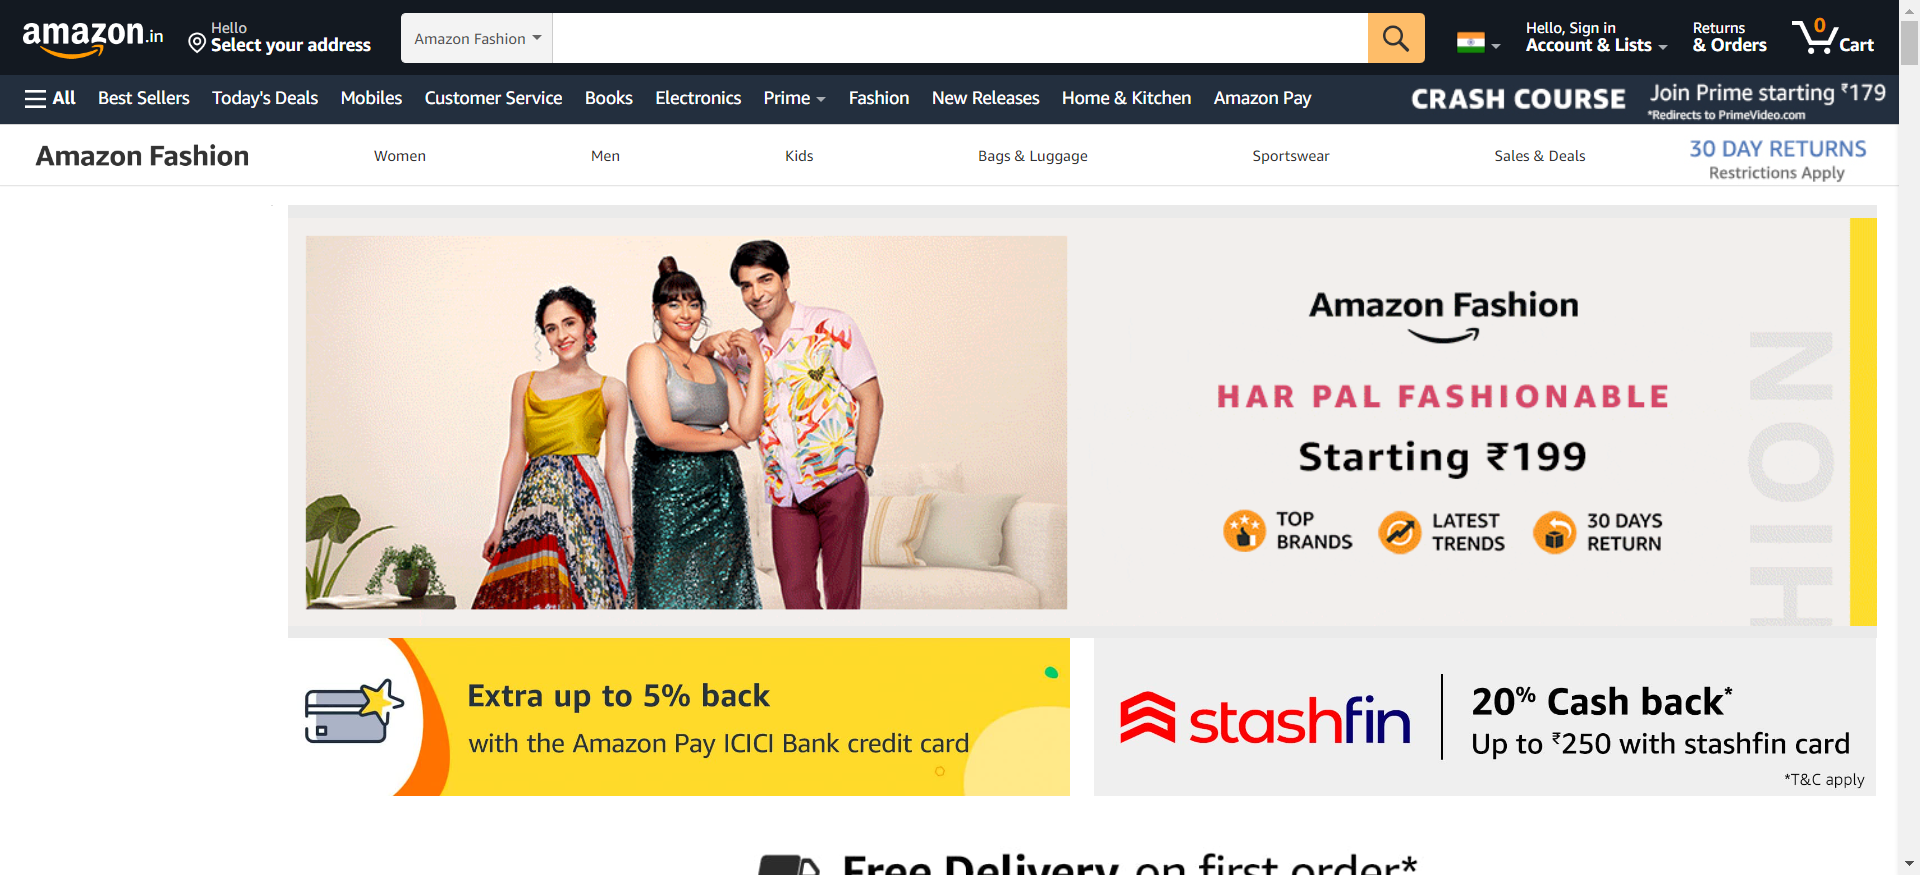 amazon.in
Hello
Select your address
Amazon Fashion
Hello, Sign in
Account & Lists
Returns
& Orders
0
Cart
All
Best Sellers
Today's Deals
Mobiles
Customer Service
Books
Electronics
Prime
Fashion
New Releases
Home & Kitchen
Amazon Pay
CRASH COURSE
Join Prime starting ₹179
*Redirects to PrimeVideo.com
Amazon Fashion
Women
Men
Kids
Bags & Luggage
Sportswear
Sales & Deals
30 DAY RETURNS
Restrictions Apply
Amazon Fashion
HAR PAL FASHIONABLE
Starting ₹199
TOP
BRANDS
LATEST
TRENDS
30 DAYS
RETURN
HION
Extra up to 5% back
with the Amazon Pay ICICI Bank credit card
stashfin
20% Cash back*
Up to ₹250 with stashfin card
*T&C apply
Free Delivery on first order*